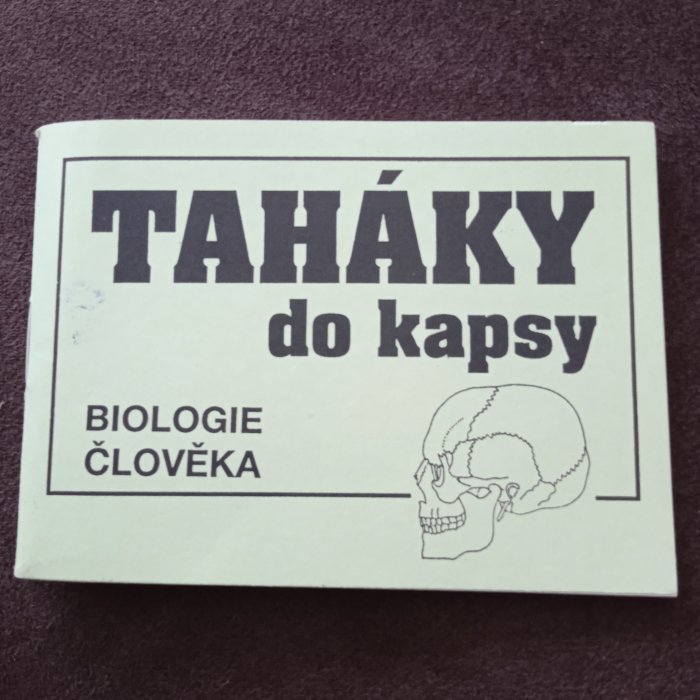 TAHÁKY
do kapsy
BIOLOGIE
ČLOVĚKA